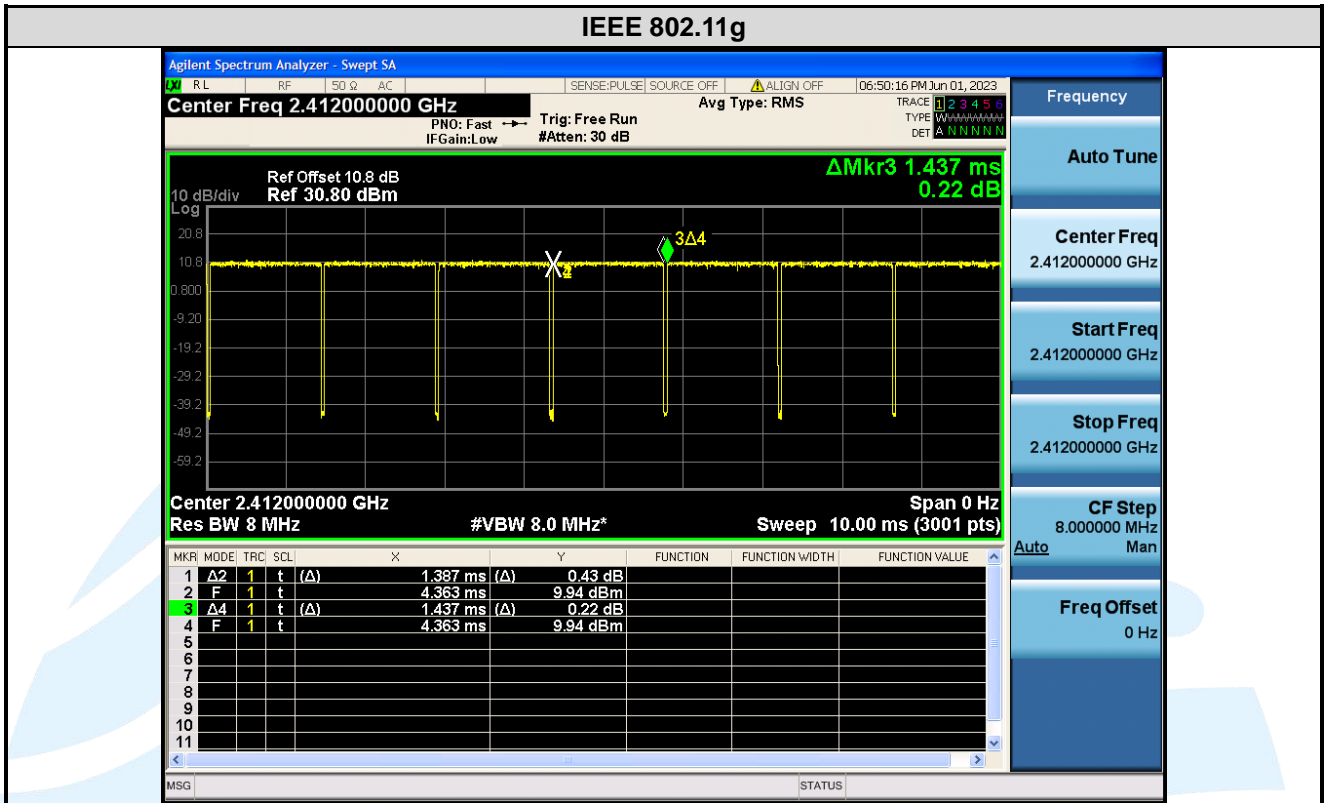 IEEE 802.11g
Agilent Spectrum Analyzer - Swept SA
LXI RL RF 50 Ω AC SENSE:PULSE SOURCE OFF ALIGN OFF 06:50:16 PM Jun 01, 2023
Center Freq 2.412000000 GHz
PNO: Fast
IFGain:Low
Trig: Free Run
#Atten: 30 dB
Avg Type: RMS
TRACE 1 2 3 4 5 6
TYPE WWWWWW
DET A N N N N N
Ref Offset 10.8 dB
10 dB/div Ref 30.80 dBm
Log
ΔMkr3 1.437 ms
0.22 dB
20.8
10.8
0.800
-9.20
-19.2
-29.2
-39.2
-49.2
-59.2
3Δ4
Center 2.412000000 GHz Span 0 Hz
Res BW 8 MHz #VBW 8.0 MHz* Sweep 10.00 ms (3001 pts)
MKR MODE TRC SCL X Y FUNCTION FUNCTION WIDTH FUNCTION VALUE
1 Δ2 1 t (Δ) 1.387 ms (Δ) 0.43 dB
2 F 1 t 4.363 ms 9.94 dBm
3 Δ4 1 t (Δ) 1.437 ms (Δ) 0.22 dB
4 F 1 t 4.363 ms 9.94 dBm
5
6
7
8
9
10
11
MSG STATUS
Frequency
Auto Tune
Center Freq
2.412000000 GHz
Start Freq
2.412000000 GHz
Stop Freq
2.412000000 GHz
CF Step
8.000000 MHz
Auto Man
Freq Offset
0 Hz